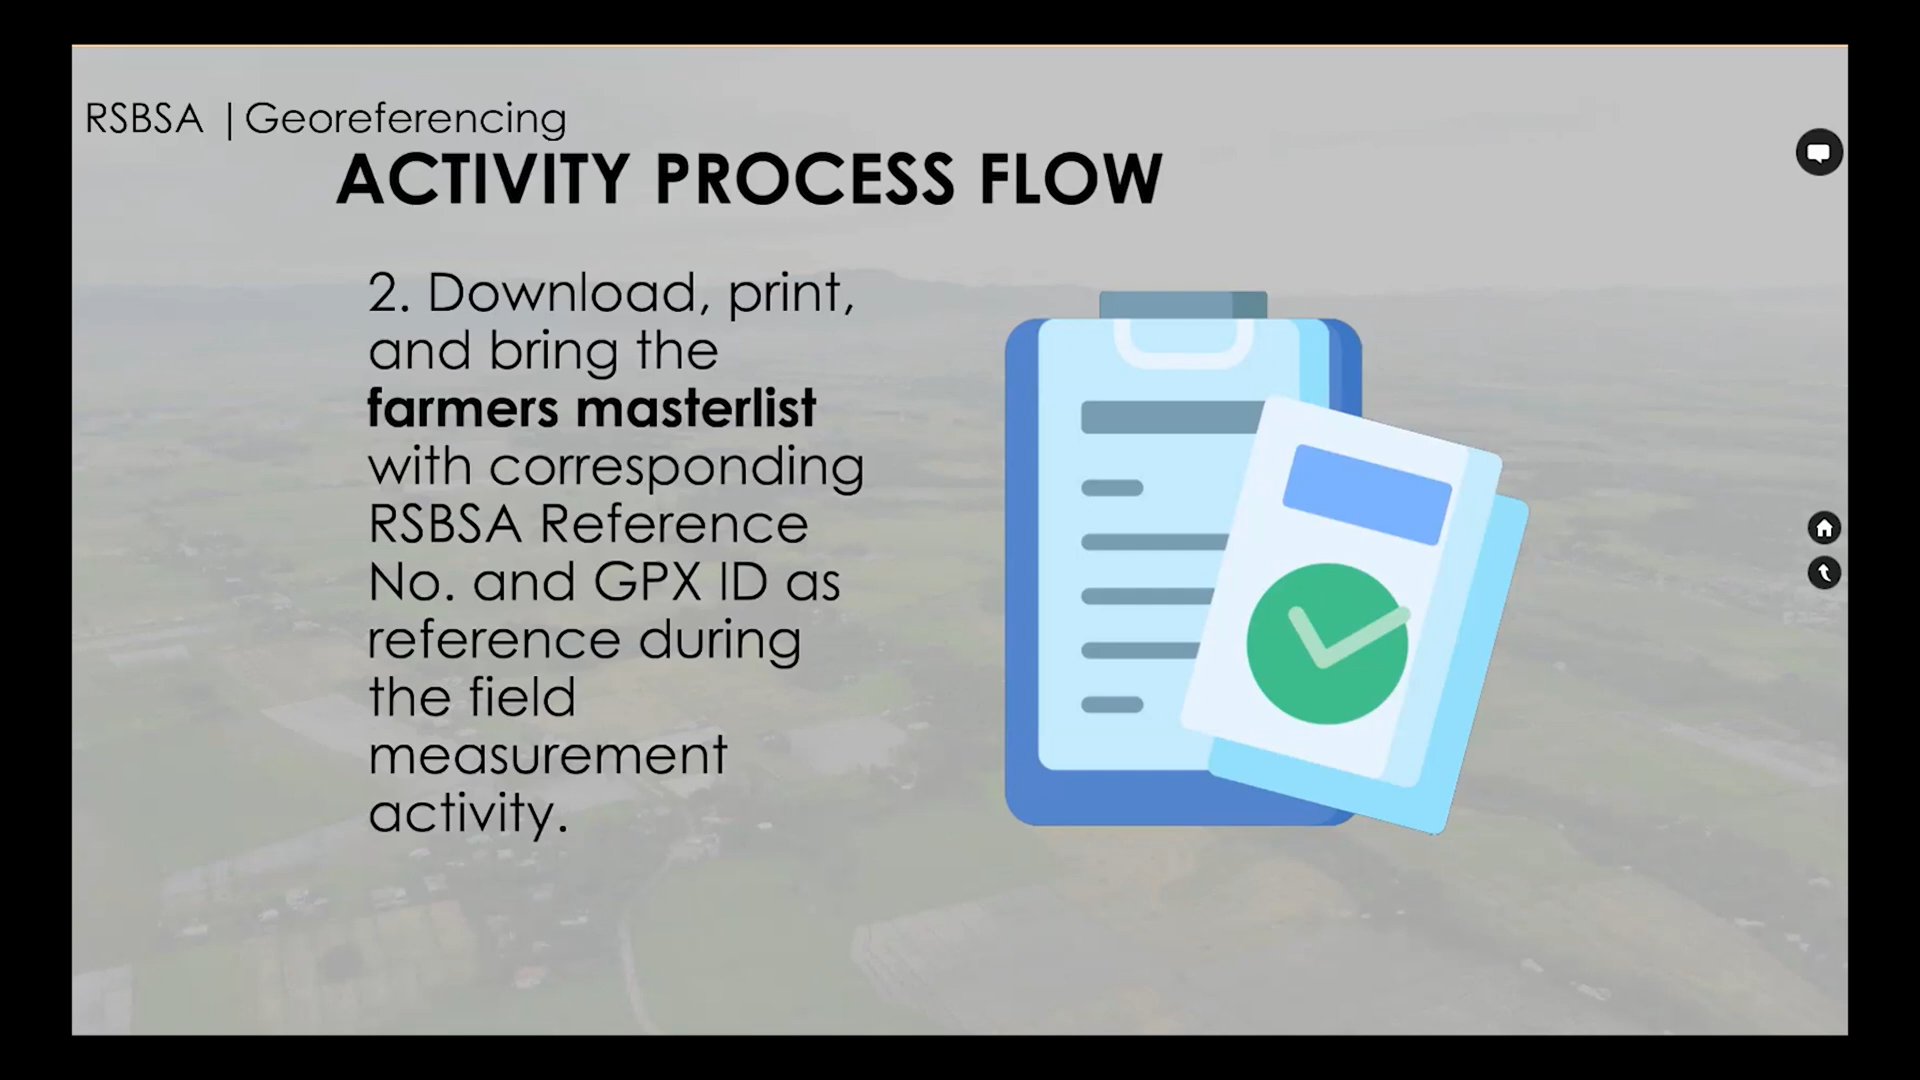 RSBSA | Georeferencing
ACTIVITY PROCESS FLOW
2. Download, print,
and bring the
farmers masterlist
with corresponding
RSBSA Reference
No. and GPX ID as
reference during
the field
measurement
activity.